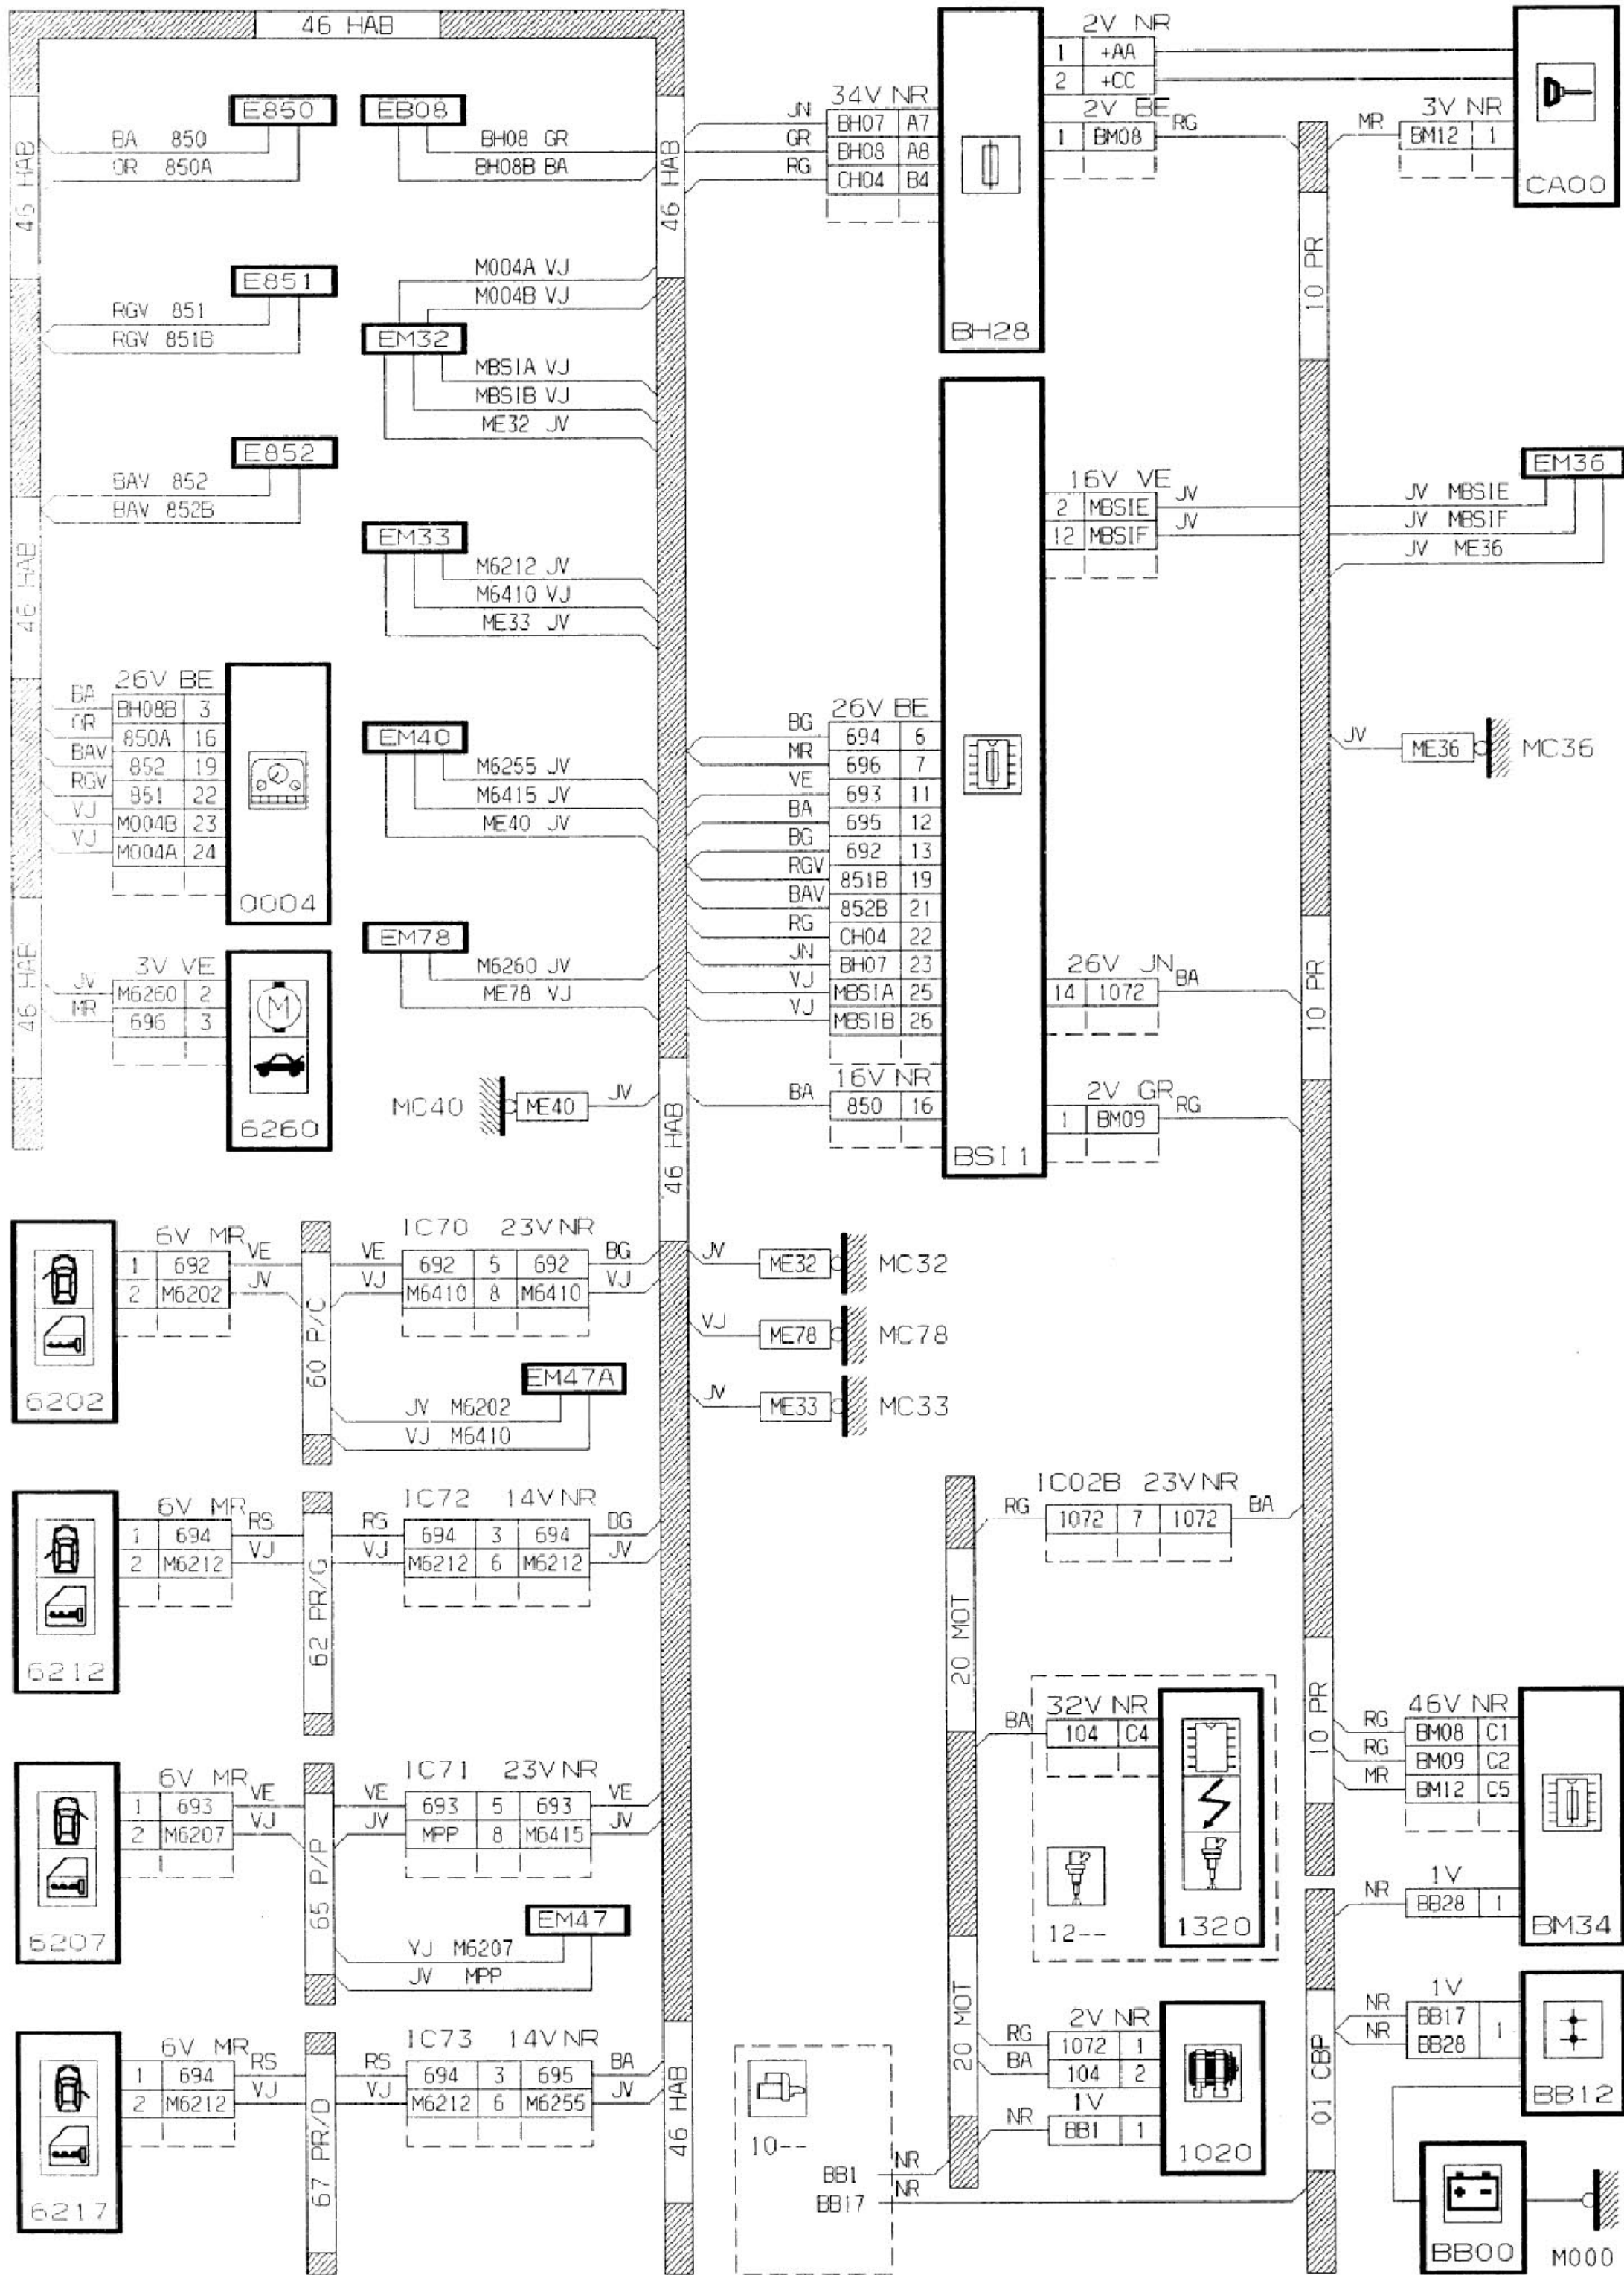 46 HAB
46 HAB
46 HAB
46 HAB
E850
BA 850
OR 850A
EB08
BH08 GR
BH08B BA
46 HAB
E851
RGV 851
RGV 851B
M004A VJ
M004B VJ
EM32
MBSIA VJ
MBSIB VJ
ME32 JV
E852
BAV 852
BAV 852B
EM33
M6212 JV
M6410 VJ
ME33 JV
26V BE
BA BH08B 3
OR 850A 16
BAV 852 19
RGV 851 22
VJ M004B 23
VJ M004A 24
0004
EM40
M6255 JV
M6415 JV
ME40 JV
EM78
M6260 JV
ME78 VJ
3V VE
JV M6260 2
MR 696 3
M
6260
MC40 ME40 JV
46 HAB
34V NR
JN BH07 A7
GR BH08 A8
RG CH04 B4
BH28
2V NR
1 +AA
2 +CC
2V BE
1 BM08 RG
3V NR
MR BM12 1
CA00
10 PR
16V VE
2 MBSIE JV
12 MBSIF JV
EM36
JV MBSIE
JV MBSIF
JV ME36
JV ME36 MC36
26V BE
BG 694 6
MR 696 7
VE 693 11
BA 695 12
BG 692 13
RGV 851B 19
BAV 852B 21
RG CH04 22
JN BH07 23
VJ MBSIA 25
VJ MBSIB 26
16V NR
BA 850 16
BSI1
26V JN
14 1072 BA
2V GR
1 BM09 RG
10 PR
6V MR
1 692 VE
2 M6202 JV
6202
60 P/C
IC70 23V NR
VE 692 5 692 BG
VJ M6410 8 M6410 VJ
EM47A
JV M6202
VJ M6410
JV ME32 MC32
VJ ME78 MC78
JV ME33 MC33
6V MR
1 694 RS
2 M6212 VJ
6212
62 PR/G
IC72 14V NR
RS 694 3 694 BG
VJ M6212 6 M6212 JV
IC02B 23V NR
RG 1072 7 1072 BA
20 MOT
6V MR
1 693 VE
2 M6207 VJ
6207
65 P/P
IC71 23V NR
VE 693 5 693 VE
JV MPP 8 M6415 JV
EM47
VJ M6207
JV MPP
32V NR
BA 104 C4
12--
1320
10 PR
46V NR
RG BM08 C1
RG BM09 C2
MR BM12 C5
1V
NR BB28 1
BM34
6V MR
1 694 RS
2 M6212 VJ
6217
67 PR/D
IC73 14V NR
RS 694 3 695 BA
VJ M6212 6 M6255 JV
46 HAB
10--
BB1 NR
BB17 NR
20 MOT
2V NR
RG 1072 1
BA 104 2
1V
NR BB1 1
1020
01 CBP
1V
NR BB17 1
NR BB28
BB12
BB00
M000